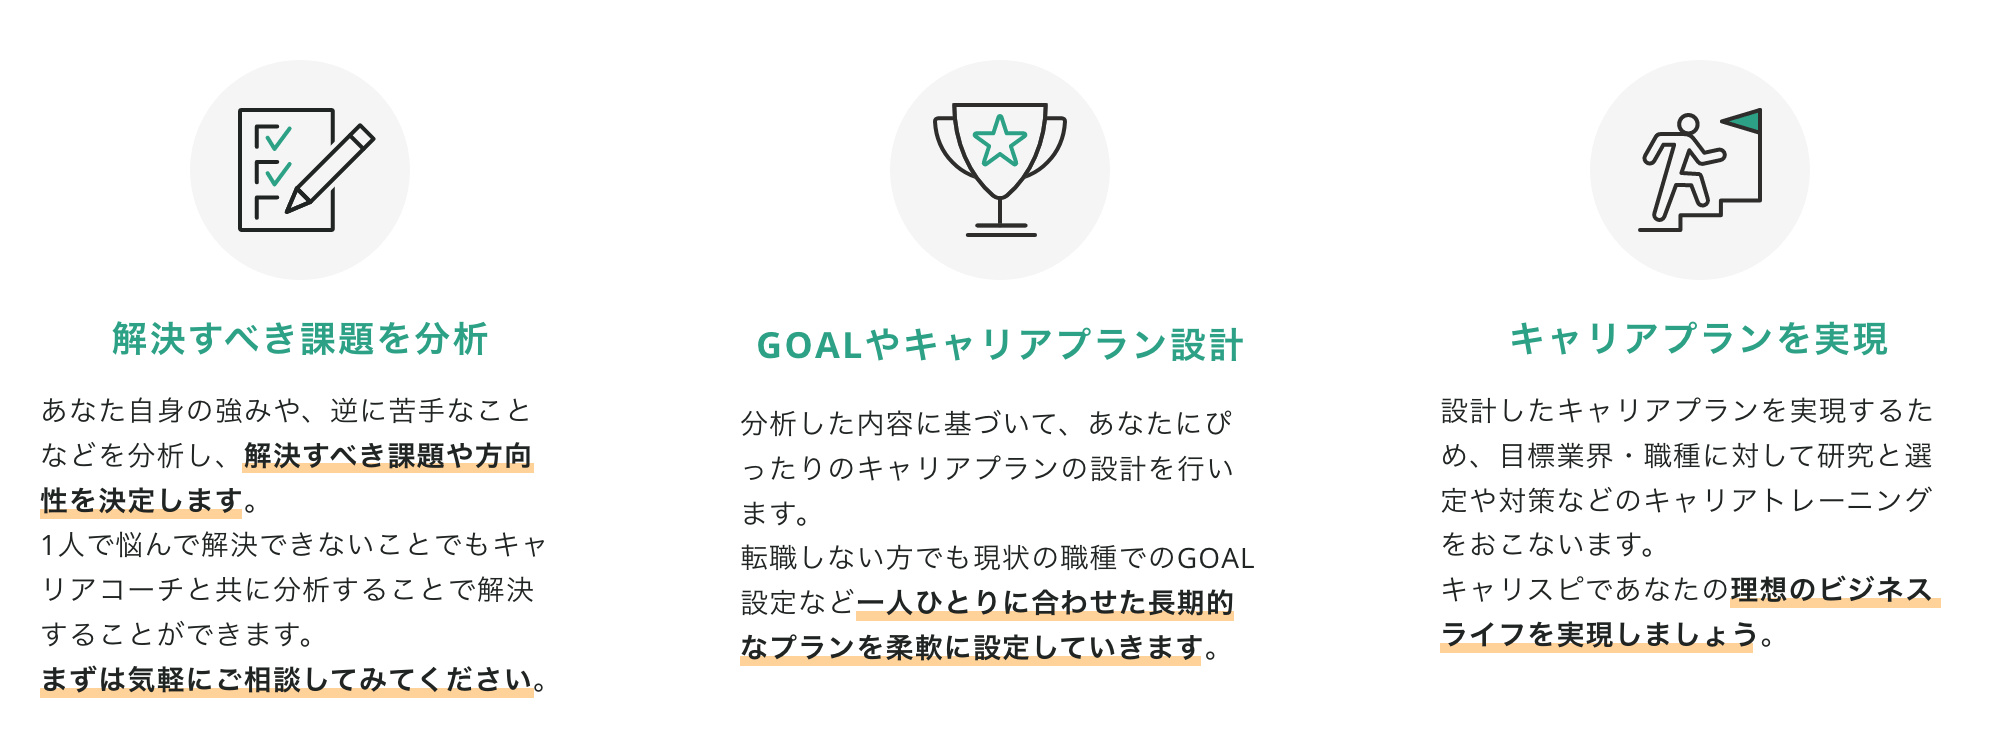 解決すべき課題を分析
あなた自身の強みや、逆に苦手なこと
などを分析し、解決すべき課題や方向
性を決定します。
1人で悩んで解決できないことでもキャ
リアコーチと共に分析することで解決
することができます。
まずは気軽にご相談してみてください。
GOALやキャリアプラン設計
分析した内容に基づいて、あなたにぴ
ったりのキャリアプランの設計を行い
ます。
転職しない方でも現状の職種でのGOAL
設定など一人ひとりに合わせた長期的
なプランを柔軟に設定していきます。
キャリアプランを実現
設計したキャリアプランを実現するた
め、目標業界・職種に対して研究と選
定や対策などのキャリアトレーニング
をおこないます。
キャリスピであなたの理想のビジネス
ライフを実現しましょう。